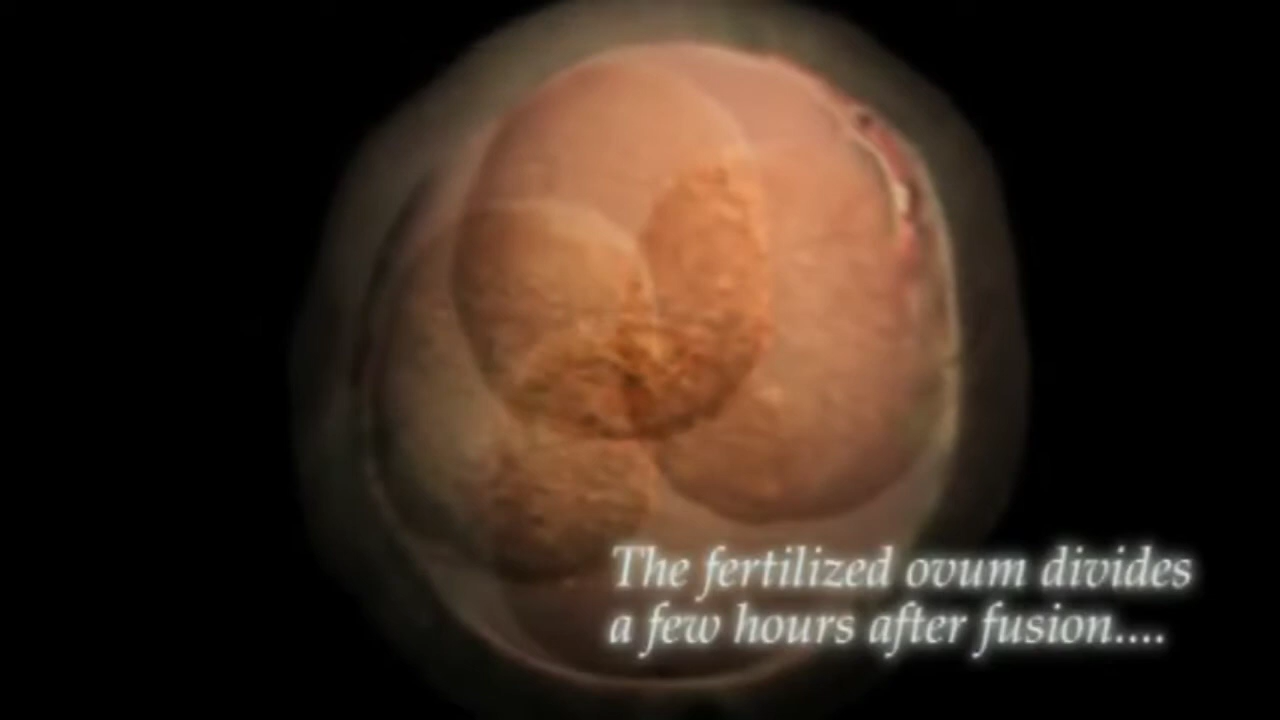 The fertilized ovum divides
a few hours after fusion....